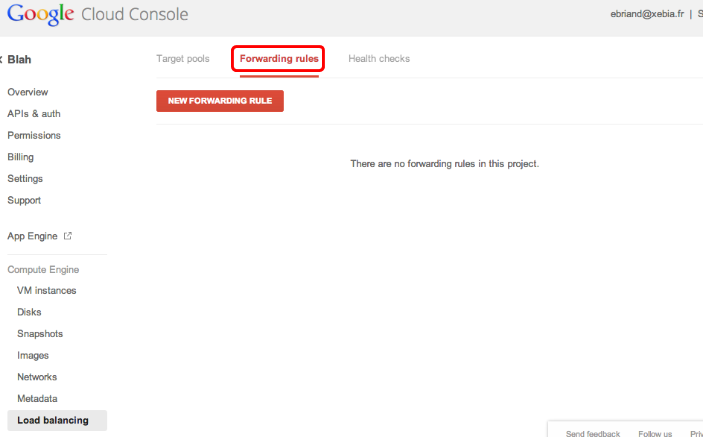 Google Cloud Console
ebriand@xebia.fr |
Blah
Target pools Forwarding rules Health checks
NEW FORWARDING RULE
There are no forwarding rules in this project.
Overview
APIs & auth
Permissions
Billing
Settings
Support
App Engine
Compute Engine
VM instances
Disks
Snapshots
Images
Networks
Metadata
Load balancing
Send feedback Follow us